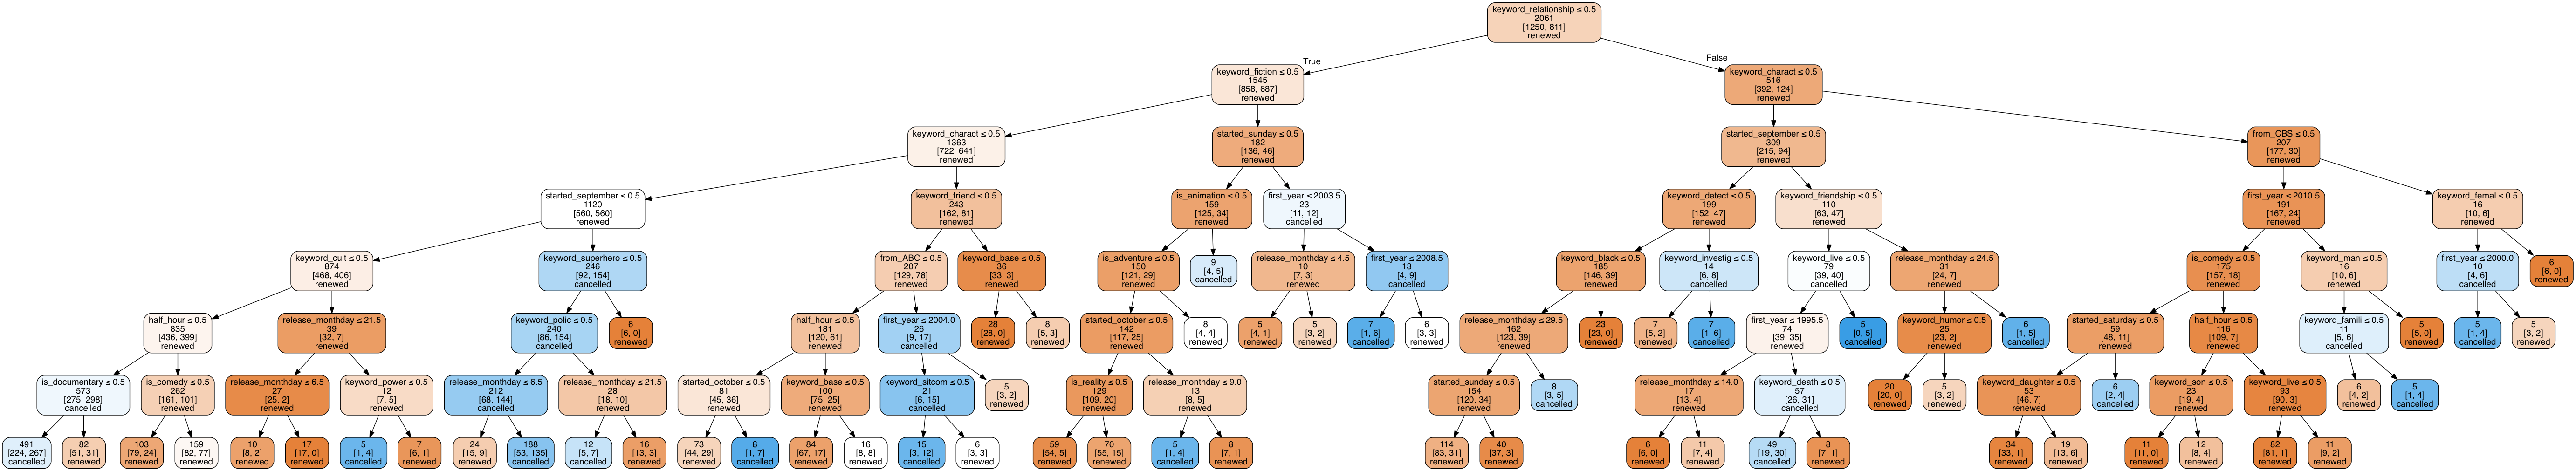 keyword_relationship ≤ 0.5
2061
[1250, 811]
renewed
True
False
keyword_fiction ≤ 0.5
1545
[858, 687]
renewed
keyword_charact ≤ 0.5
516
[392, 124]
renewed
keyword_charact ≤ 0.5
1363
[722, 641]
renewed
started_sunday ≤ 0.5
182
[136, 46]
renewed
started_september ≤ 0.5
309
[215, 94]
renewed
from_CBS ≤ 0.5
207
[177, 30]
renewed
started_september ≤ 0.5
1120
[560, 560]
renewed
keyword_friend ≤ 0.5
243
[162, 81]
renewed
is_animation ≤ 0.5
159
[125, 34]
renewed
first_year ≤ 2003.5
23
[11, 12]
cancelled
keyword_detect ≤ 0.5
199
[152, 47]
renewed
keyword_friendship ≤ 0.5
110
[63, 47]
renewed
first_year ≤ 2010.5
191
[167, 24]
renewed
keyword_femal ≤ 0.5
16
[10, 6]
renewed
keyword_cult ≤ 0.5
874
[468, 406]
renewed
keyword_superhero ≤ 0.5
246
[92, 154]
cancelled
from_ABC ≤ 0.5
207
[129, 78]
renewed
keyword_base ≤ 0.5
36
[33, 3]
renewed
is_adventure ≤ 0.5
150
[121, 29]
renewed
9
[4, 5]
cancelled
release_monthday ≤ 4.5
10
[7, 3]
renewed
first_year ≤ 2008.5
13
[4, 9]
cancelled
keyword_black ≤ 0.5
185
[146, 39]
renewed
keyword_investig ≤ 0.5
14
[6, 8]
cancelled
keyword_live ≤ 0.5
79
[39, 40]
cancelled
release_monthday ≤ 24.5
31
[24, 7]
renewed
is_comedy ≤ 0.5
175
[157, 18]
renewed
keyword_man ≤ 0.5
16
[10, 6]
renewed
first_year ≤ 2000.0
10
[4, 6]
cancelled
6
[6, 0]
renewed
half_hour ≤ 0.5
835
[436, 399]
renewed
release_monthday ≤ 21.5
39
[32, 7]
renewed
keyword_polic ≤ 0.5
240
[86, 154]
cancelled
6
[6, 0]
renewed
half_hour ≤ 0.5
181
[120, 61]
renewed
first_year ≤ 2004.0
26
[9, 17]
cancelled
28
[28, 0]
renewed
8
[5, 3]
renewed
started_october ≤ 0.5
142
[117, 25]
renewed
8
[4, 4]
renewed
5
[4, 1]
renewed
5
[3, 2]
renewed
7
[1, 6]
cancelled
6
[3, 3]
renewed
release_monthday ≤ 29.5
162
[123, 39]
renewed
23
[23, 0]
renewed
7
[5, 2]
renewed
7
[1, 6]
cancelled
first_year ≤ 1995.5
74
[39, 35]
renewed
5
[0, 5]
cancelled
keyword_humor ≤ 0.5
25
[23, 2]
renewed
6
[1, 5]
cancelled
started_saturday ≤ 0.5
59
[48, 11]
renewed
half_hour ≤ 0.5
116
[109, 7]
renewed
keyword_famili ≤ 0.5
11
[5, 6]
cancelled
5
[5, 0]
renewed
5
[1, 4]
cancelled
5
[3, 2]
renewed
is_documentary ≤ 0.5
573
[275, 298]
cancelled
is_comedy ≤ 0.5
262
[161, 101]
renewed
release_monthday ≤ 6.5
27
[25, 2]
renewed
keyword_power ≤ 0.5
12
[7, 5]
renewed
release_monthday ≤ 6.5
212
[68, 144]
cancelled
release_monthday ≤ 21.5
28
[18, 10]
renewed
started_october ≤ 0.5
81
[45, 36]
renewed
keyword_base ≤ 0.5
100
[75, 25]
renewed
keyword_sitcom ≤ 0.5
21
[6, 15]
cancelled
5
[3, 2]
renewed
is_reality ≤ 0.5
129
[109, 20]
renewed
release_monthday ≤ 9.0
13
[8, 5]
renewed
started_sunday ≤ 0.5
154
[120, 34]
renewed
8
[3, 5]
cancelled
release_monthday ≤ 14.0
17
[13, 4]
renewed
keyword_death ≤ 0.5
57
[26, 31]
cancelled
20
[20, 0]
renewed
5
[3, 2]
renewed
keyword_daughter ≤ 0.5
53
[46, 7]
renewed
6
[2, 4]
cancelled
keyword_son ≤ 0.5
23
[19, 4]
renewed
keyword_live ≤ 0.5
93
[90, 3]
renewed
6
[4, 2]
renewed
5
[1, 4]
cancelled
491
[224, 267]
cancelled
82
[51, 31]
renewed
103
[79, 24]
renewed
159
[82, 77]
renewed
10
[8, 2]
renewed
17
[17, 0]
renewed
5
[1, 4]
cancelled
7
[6, 1]
renewed
24
[15, 9]
renewed
188
[53, 135]
cancelled
12
[5, 7]
cancelled
16
[13, 3]
renewed
73
[44, 29]
renewed
8
[1, 7]
cancelled
84
[67, 17]
renewed
16
[8, 8]
renewed
15
[3, 12]
cancelled
6
[3, 3]
renewed
59
[54, 5]
renewed
70
[55, 15]
renewed
5
[1, 4]
cancelled
8
[7, 1]
renewed
114
[83, 31]
renewed
40
[37, 3]
renewed
6
[6, 0]
renewed
11
[7, 4]
renewed
49
[19, 30]
cancelled
8
[7, 1]
renewed
34
[33, 1]
renewed
19
[13, 6]
renewed
11
[11, 0]
renewed
12
[8, 4]
renewed
82
[81, 1]
renewed
11
[9, 2]
renewed